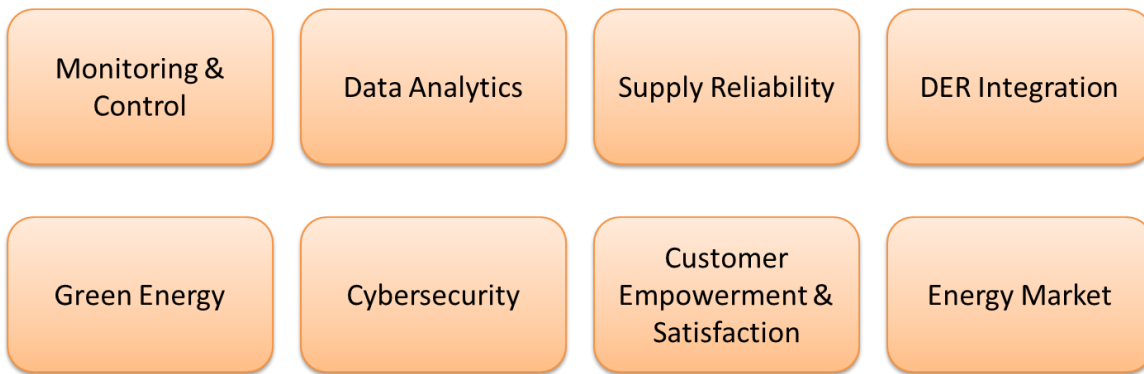 Monitoring &
Control
Data Analytics
Supply Reliability
DER Integration
Green Energy
Cybersecurity
Customer
Empowerment &
Satisfaction
Energy Market